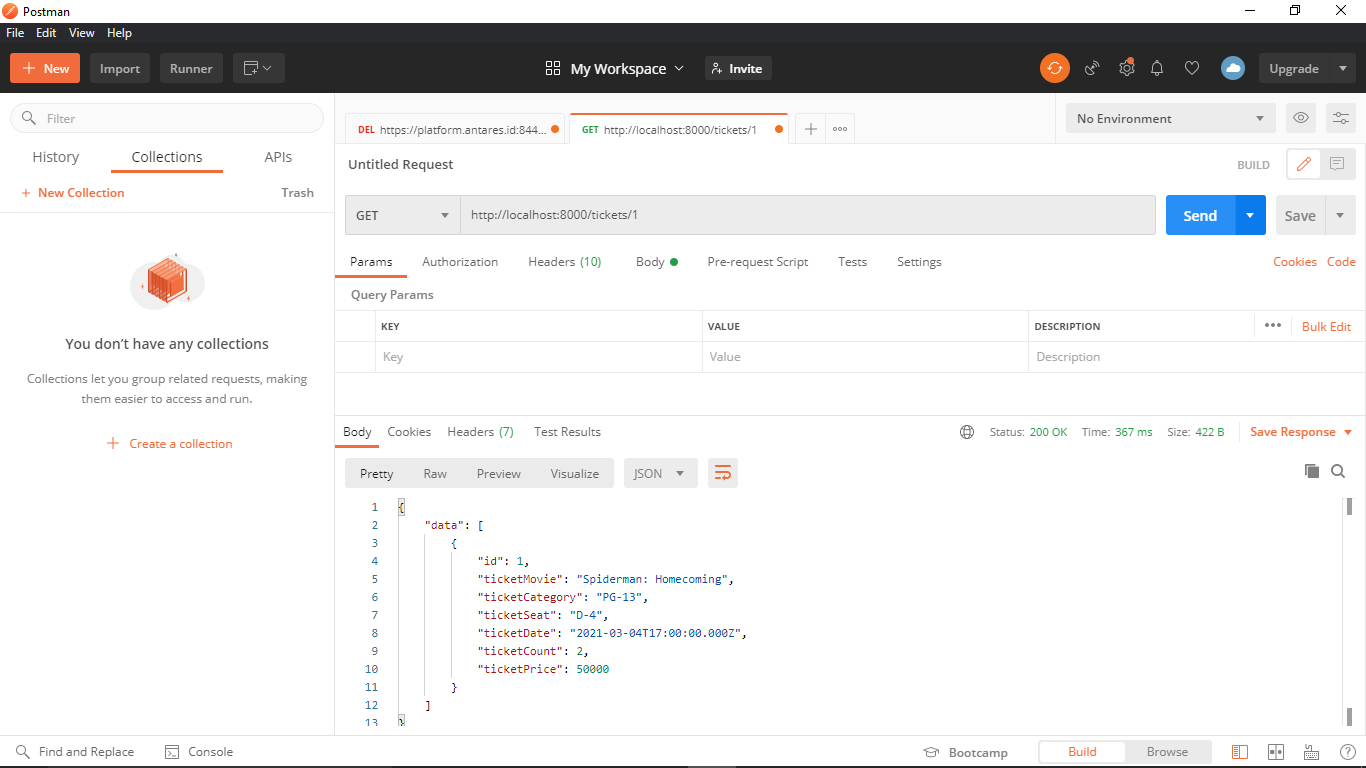 Postman
File Edit View Help
New Import Runner My Workspace Invite Upgrade
Filter
History Collections APIs
New Collection Trash
You don’t have any collections
Collections let you group related requests, making
them easier to access and run.
Create a collection
DEL https://platform.antares.id:844... GET http://localhost:8000/tickets/1 No Environment
Untitled Request BUILD
GET http://localhost:8000/tickets/1 Send Save
Params Authorization Headers (10) Body Pre-request Script Tests Settings Cookies Code
Query Params
KEY VALUE DESCRIPTION Bulk Edit
Key Value Description
Body Cookies Headers (7) Test Results Status: 200 OK Time: 367 ms Size: 422 B Save Response
Pretty Raw Preview Visualize JSON
1 {
2 "data": [
3 {
4 "id": 1,
5 "ticketMovie": "Spiderman: Homecoming",
6 "ticketCategory": "PG-13",
7 "ticketSeat": "D-4",
8 "ticketDate": "2021-03-04T17:00:00.000Z",
9 "ticketCount": 2,
10 "ticketPrice": 50000
11 }
12 ]
13 }
Find and Replace Console Bootcamp Build Browse